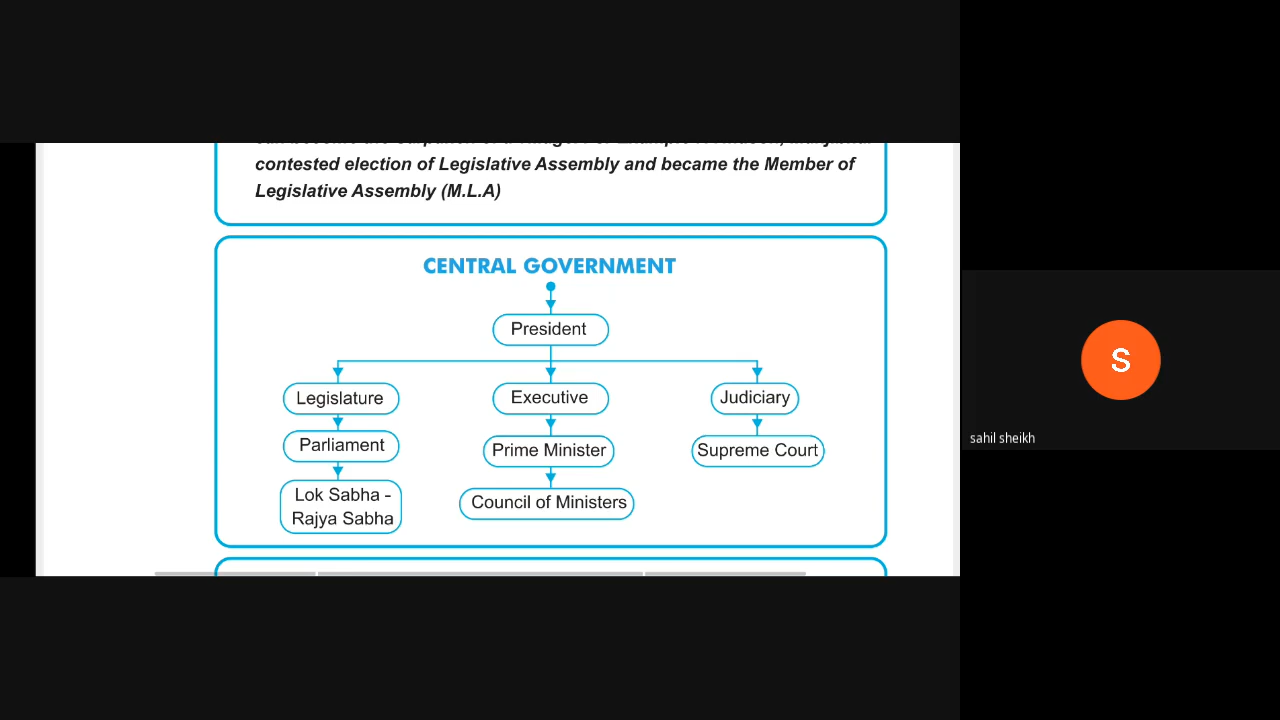 contested election of Legislative Assembly and became the Member of
Legislative Assembly (M.L.A)
CENTRAL GOVERNMENT
President
Legislature
Executive
Judiciary
Parliament
Prime Minister
Supreme Court
Lok Sabha -
Rajya Sabha
Council of Ministers
S
sahil sheikh